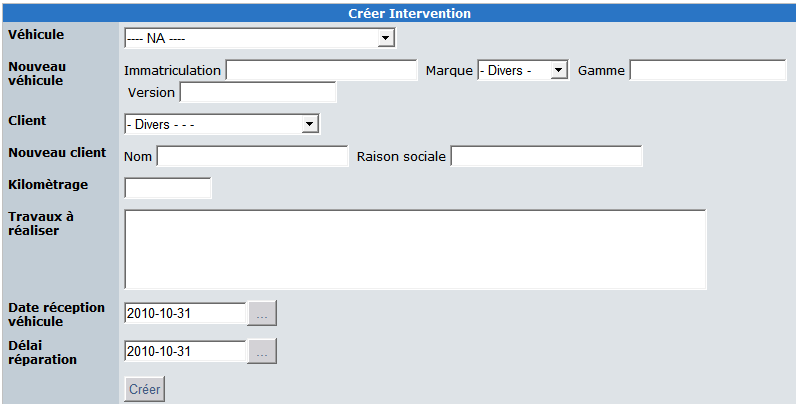 Créer Intervention
Véhicule ---- NA ----
Nouveau véhicule Immatriculation Marque - Divers - Gamme
Version
Client - Divers - - -
Nouveau client Nom Raison sociale
Kilomètrage
Travaux à réaliser
Date réception véhicule 2010-10-31 ...
Délai réparation 2010-10-31 ...
Créer